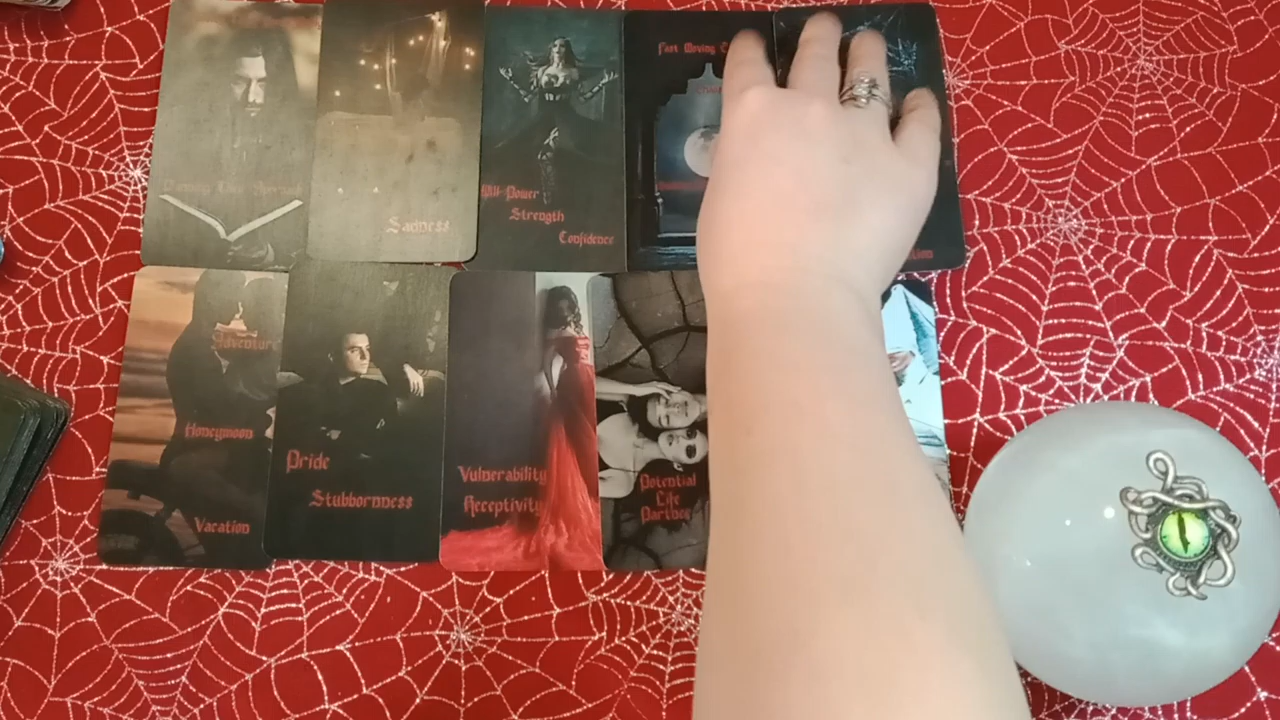 Sadness
Will Power
Strength
Confidence
Fast Moving
Adventure
Honeymoon
Vacation
Pride
Stubbornness
Vulnerability
Receptivity
Potential
Life
Partner